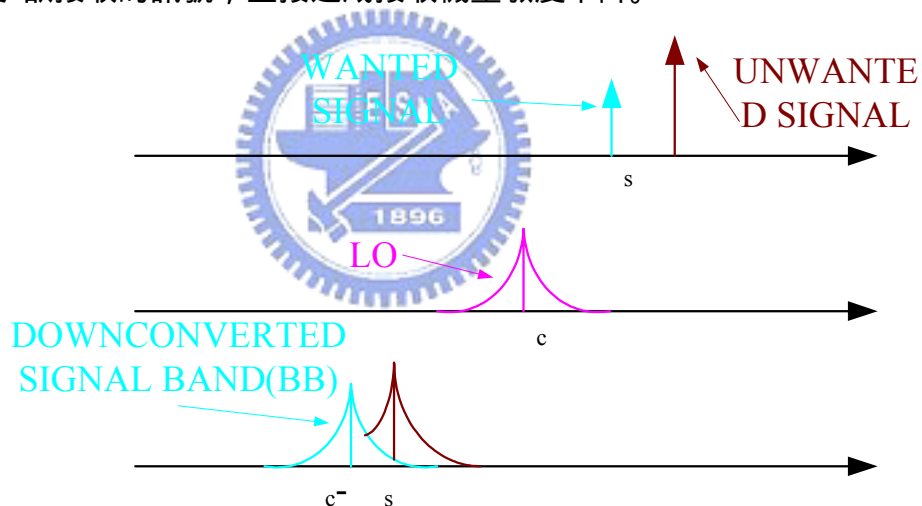 WANTED
SIGNAL
UNWANTE
D SIGNAL
s
1896
LO
c
DOWNCONVERTED
SIGNAL BAND(BB)
c- s